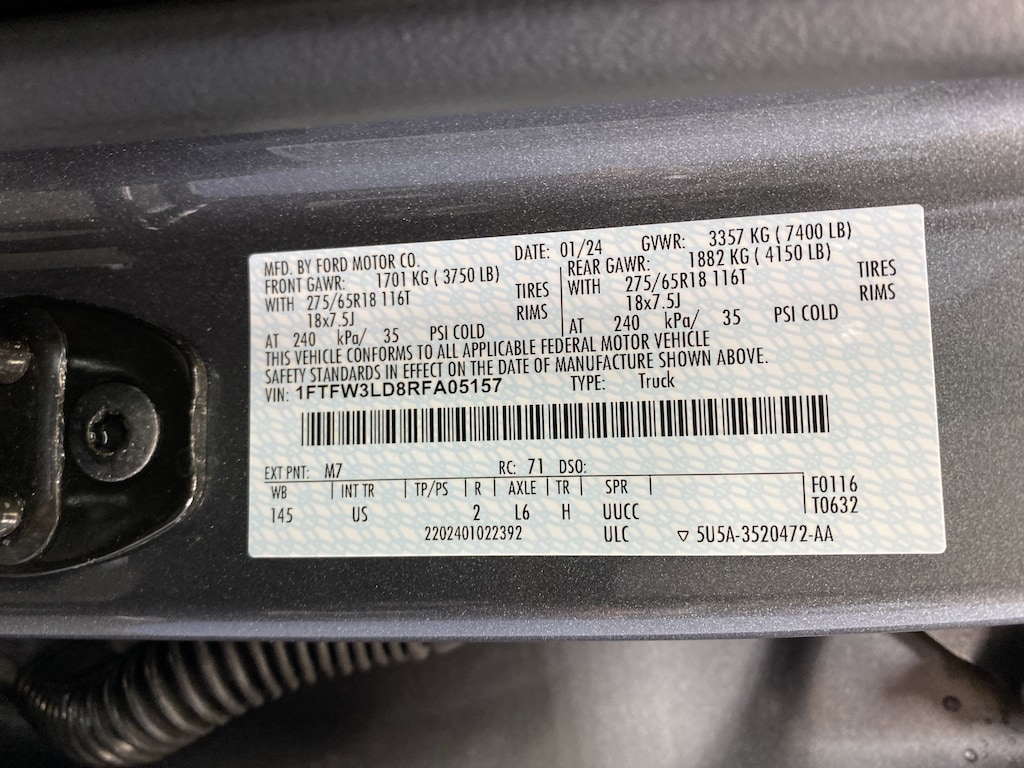 MFD. BY FORD MOTOR CO. DATE: 01/24 GVWR: 3357 KG ( 7400 LB)
FRONT GAWR: 1701 KG ( 3750 LB) REAR GAWR: 1882 KG ( 4150 LB)
WITH 275/65R18 116T TIRES WITH 275/65R18 116T TIRES
18x7.5J RIMS 18x7.5J RIMS
AT 240 kPa/ 35 PSI COLD AT 240 kPa/ 35 PSI COLD
THIS VEHICLE CONFORMS TO ALL APPLICABLE FEDERAL MOTOR VEHICLE
SAFETY STANDARDS IN EFFECT ON THE DATE OF MANUFACTURE SHOWN ABOVE.
VIN: 1FTFW3LD8RFA05157 TYPE: Truck
EXT PNT: M7 RC: 71 DSO:
WB INT TR TP/PS R AXLE TR SPR F0116
145 US 2 L6 H UUCC T0632
2202401022392 ULC ▽ 5U5A-3520472-AA